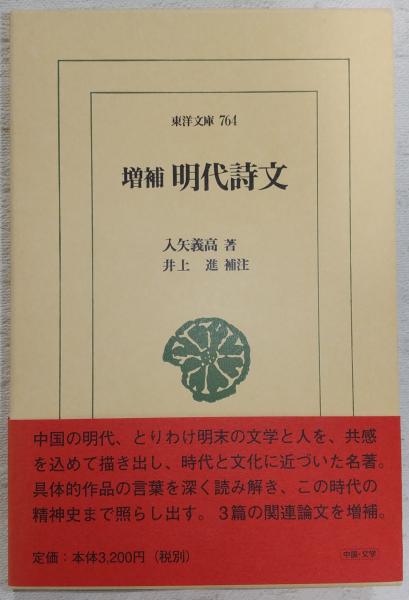 東洋文庫 764
増補 明代詩文
入矢義高 著
井上 進 補注
中国の明代、とりわけ明末の文学と人を、共感
を込めて描き出し、時代と文化に近づいた名著。
具体的作品の言葉を深く読み解き、この時代の
精神史まで照らし出す。3篇の関連論文を増補。
定価:本体3,200円(税別)
中国・文学